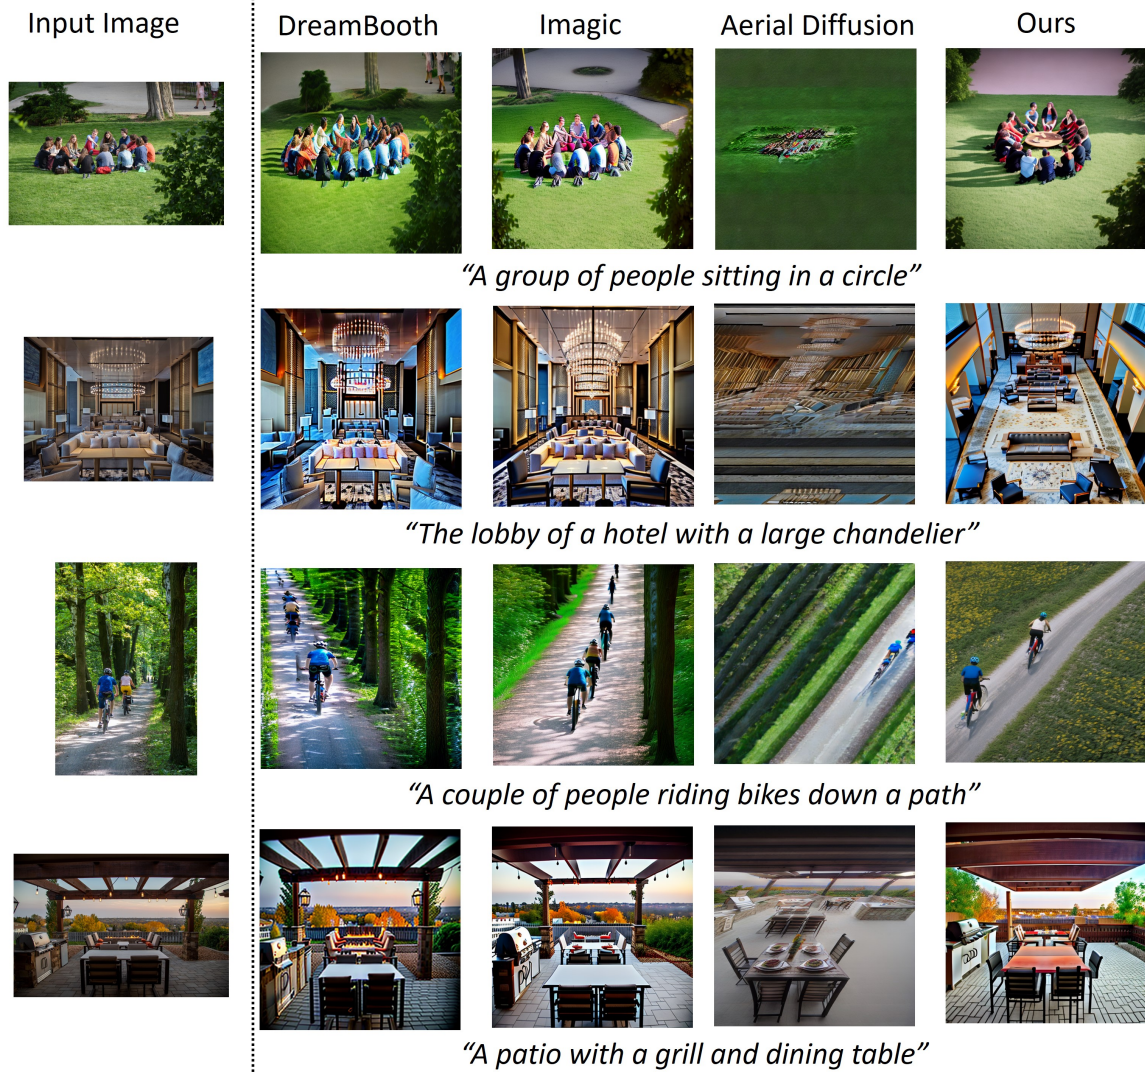 Input Image DreamBooth Imagic Aerial Diffusion Ours
“A group of people sitting in a circle”
“The lobby of a hotel with a large chandelier”
“A couple of people riding bikes down a path”
“A patio with a grill and dining table”